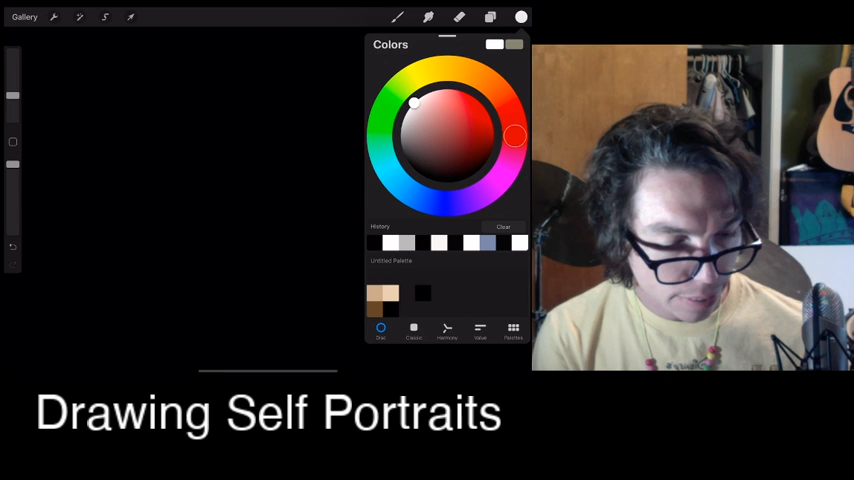 Gallery
Colors
History
Clear
Untitled Palette
Disc
Classic
Harmony
Value
Palettes
Drawing Self Portraits